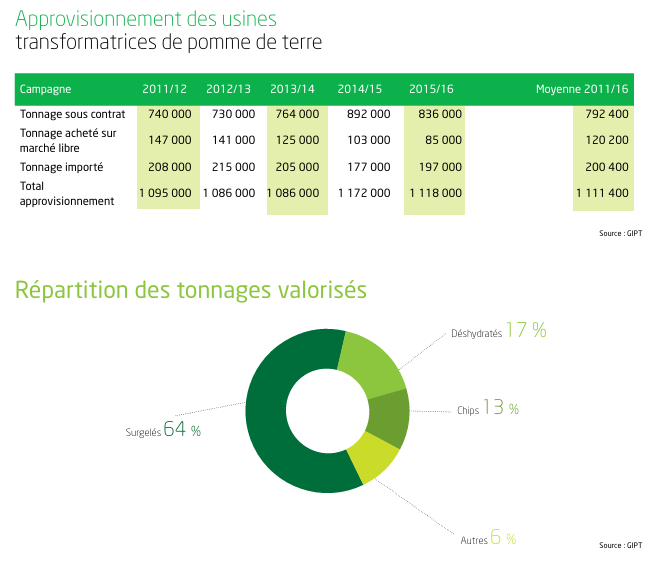 Approvisionnement des usines
transformatrices de pomme de terre
Campagne 2011/12 2012/13 2013/14 2014/15 2015/16 Moyenne 2011/16
Tonnage sous contrat 740 000 730 000 764 000 892 000 836 000 792 400
Tonnage acheté sur
marché libre 147 000 141 000 125 000 103 000 85 000 120 200
Tonnage importé 208 000 215 000 205 000 177 000 197 000 200 400
Total
approvisionnement 1 095 000 1 086 000 1 086 000 1 172 000 1 118 000 1 111 400
Source : GIPT
Répartition des tonnages valorisés
Déshydratés 17 %
Chips 13 %
Surgelés 64 %
Autres 6 %
Source : GIPT